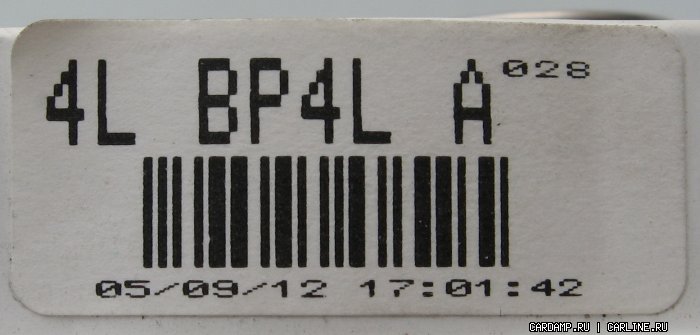 4L BP4L A 028
05/09/12 17:01:42
CARDAMP.RU | CARLINE.RU